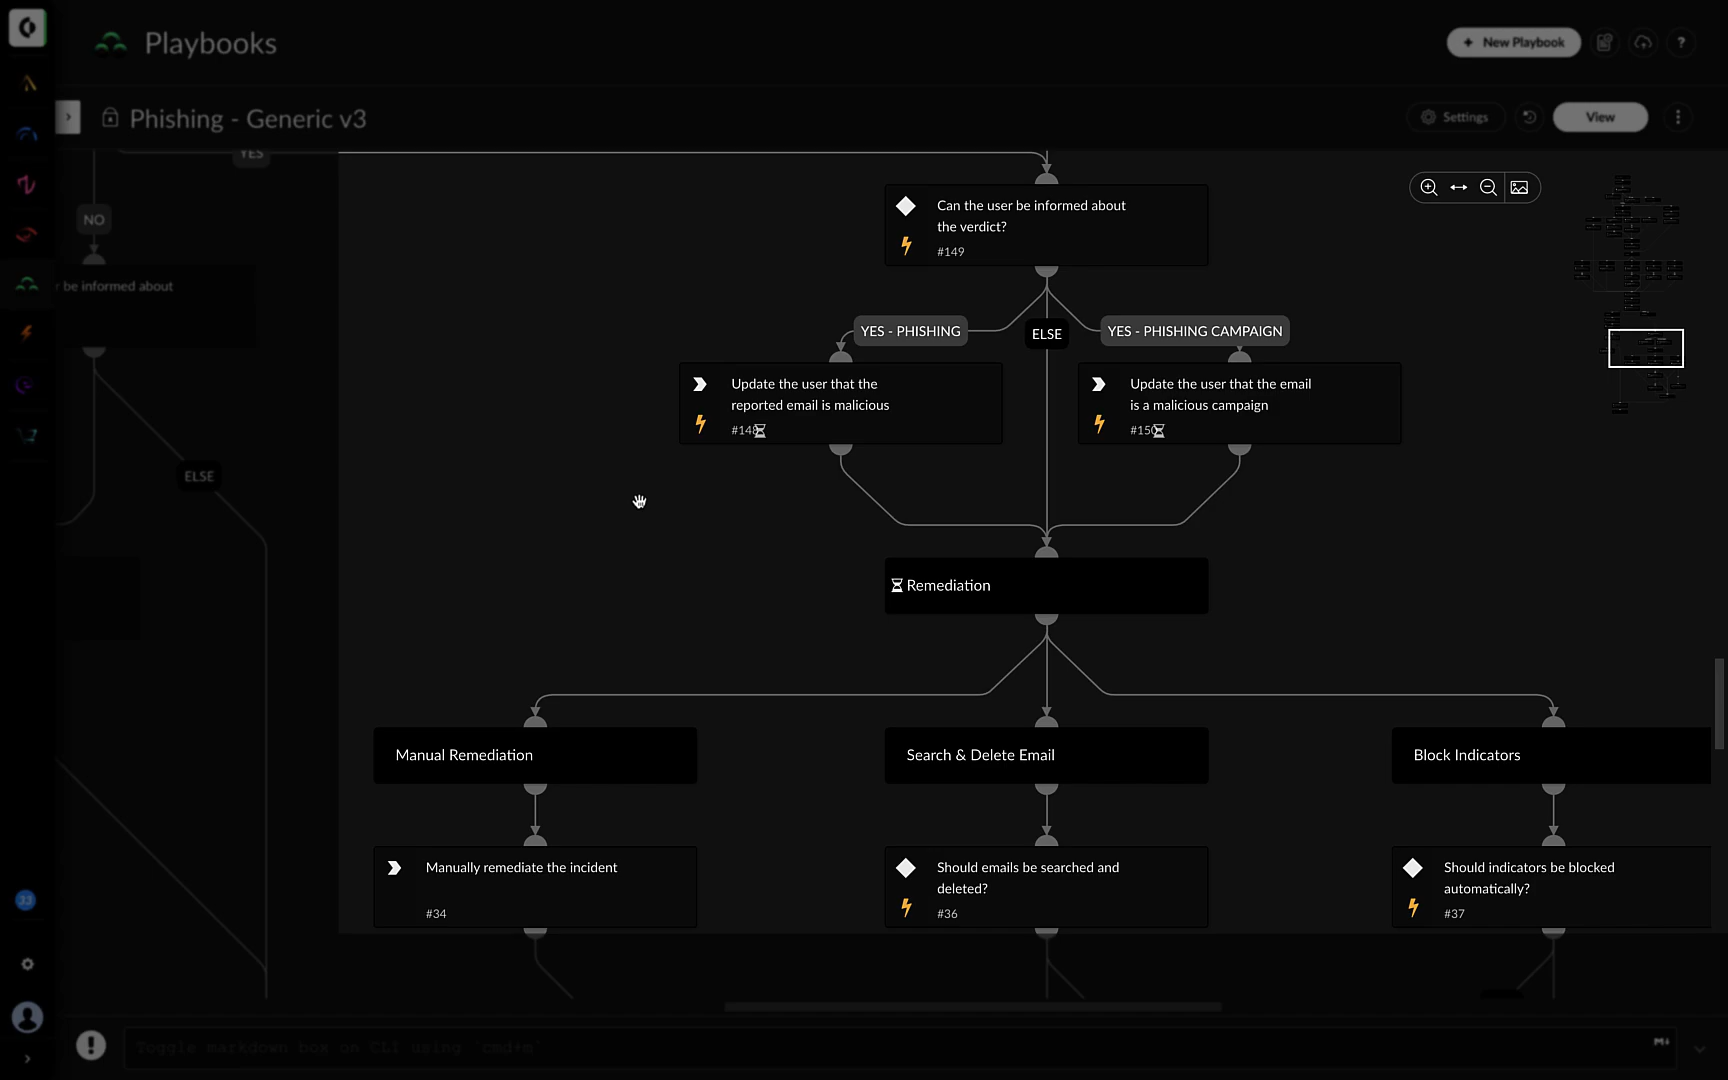 Playbooks
New Playbook
?
Phishing - Generic v3
Settings
View
YES
NO
r be informed about
ELSE
Can the user be informed about
the verdict?
#149
YES - PHISHING
ELSE
YES - PHISHING CAMPAIGN
Update the user that the
reported email is malicious
#148
Update the user that the email
is a malicious campaign
#150
Remediation
Manual Remediation
Search & Delete Email
Block Indicators
Manually remediate the incident
#34
Should emails be searched and
deleted?
#36
Should indicators be blocked
automatically?
#37
JJ
Toggle markdown box on CLI using 'cmd+m'
M↓